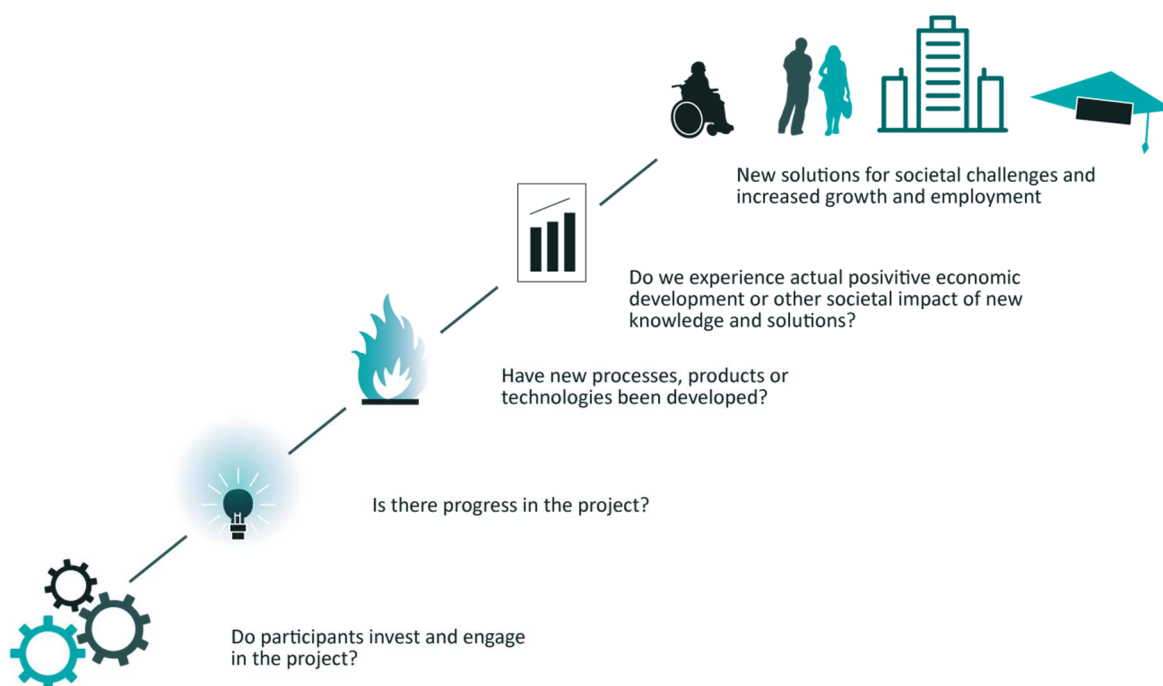 New solutions for societal challenges and
increased growth and employment
Do we experience actual posivitive economic
development or other societal impact of new
knowledge and solutions?
Have new processes, products or
technologies been developed?
Is there progress in the project?
Do participants invest and engage
in the project?